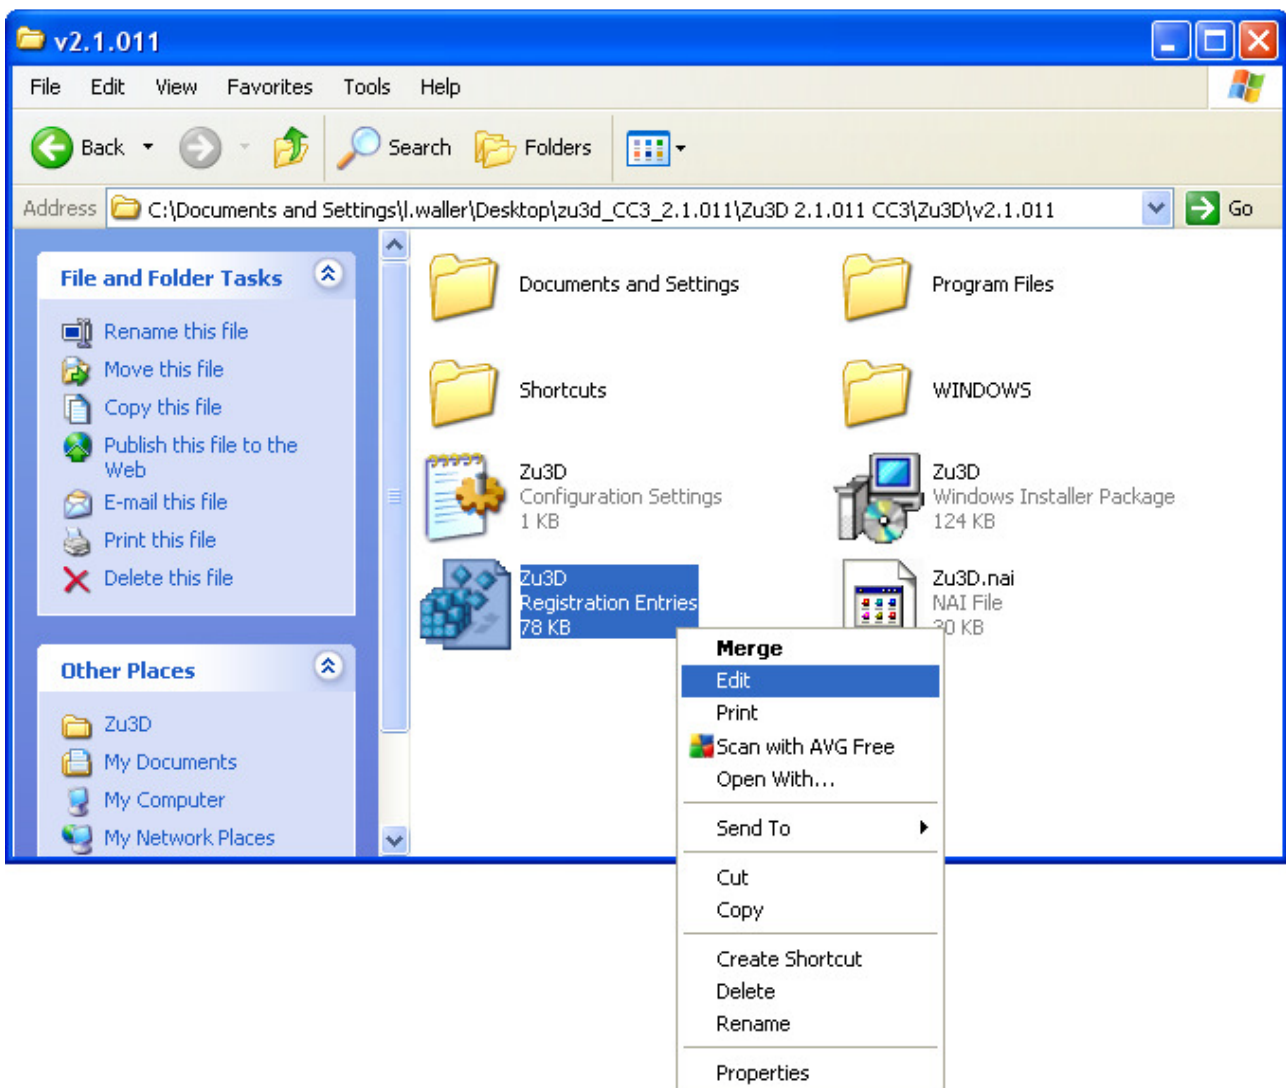 v2.1.011
File Edit View Favorites Tools Help
Back Search Folders
Address C:\Documents and Settings\l.waller\Desktop\zu3d_CC3_2.1.011\Zu3D 2.1.011 CC3\Zu3D\v2.1.011 Go
File and Folder Tasks
Rename this file
Move this file
Copy this file
Publish this file to the
Web
E-mail this file
Print this file
Delete this file
Other Places
Zu3D
My Documents
My Computer
My Network Places
Documents and Settings
Program Files
Shortcuts
WINDOWS
Zu3D
Configuration Settings
1 KB
Zu3D
Windows Installer Package
124 KB
Zu3D
Registration Entries
78 KB
Zu3D.nai
NAI File
30 KB
Merge
Edit
Print
Scan with AVG Free
Open With...
Send To
Cut
Copy
Create Shortcut
Delete
Rename
Properties